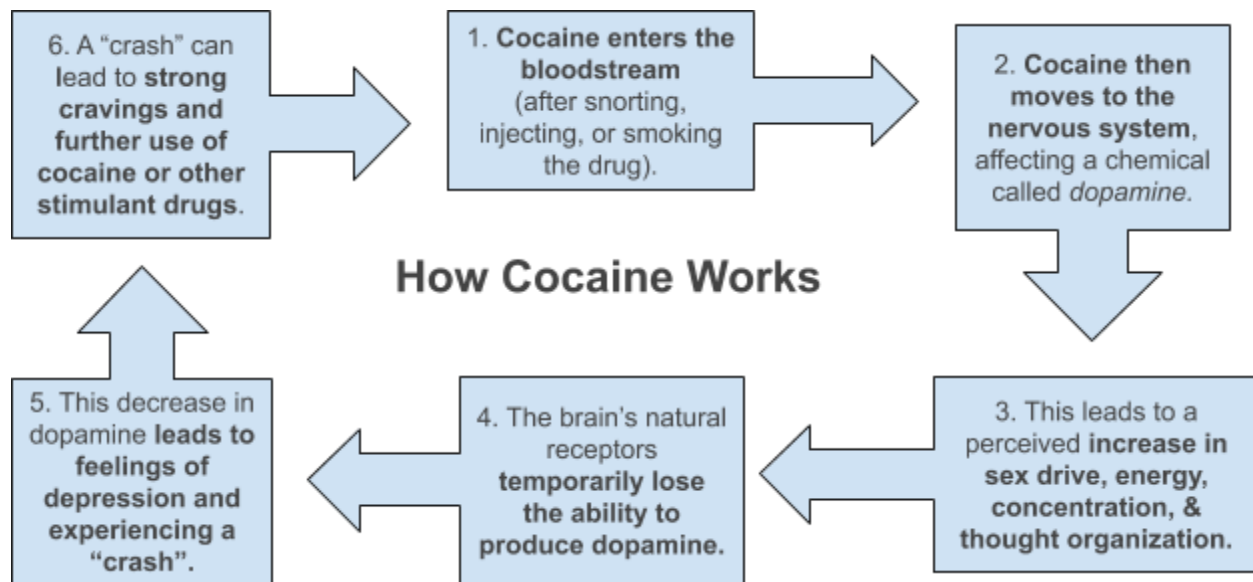 1. Cocaine enters the
bloodstream
(after snorting,
injecting, or smoking
the drug).
2. Cocaine then
moves to the
nervous system,
affecting a chemical
called dopamine.
3. This leads to a
perceived increase in
sex drive, energy,
concentration, &
thought organization.
4. The brain's natural
receptors
temporarily lose
the ability to
produce dopamine.
5. This decrease in
dopamine leads to
feelings of
depression and
experiencing a
“crash”.
6. A “crash” can
lead to strong
cravings and
further use of
cocaine or other
stimulant drugs.
How Cocaine Works